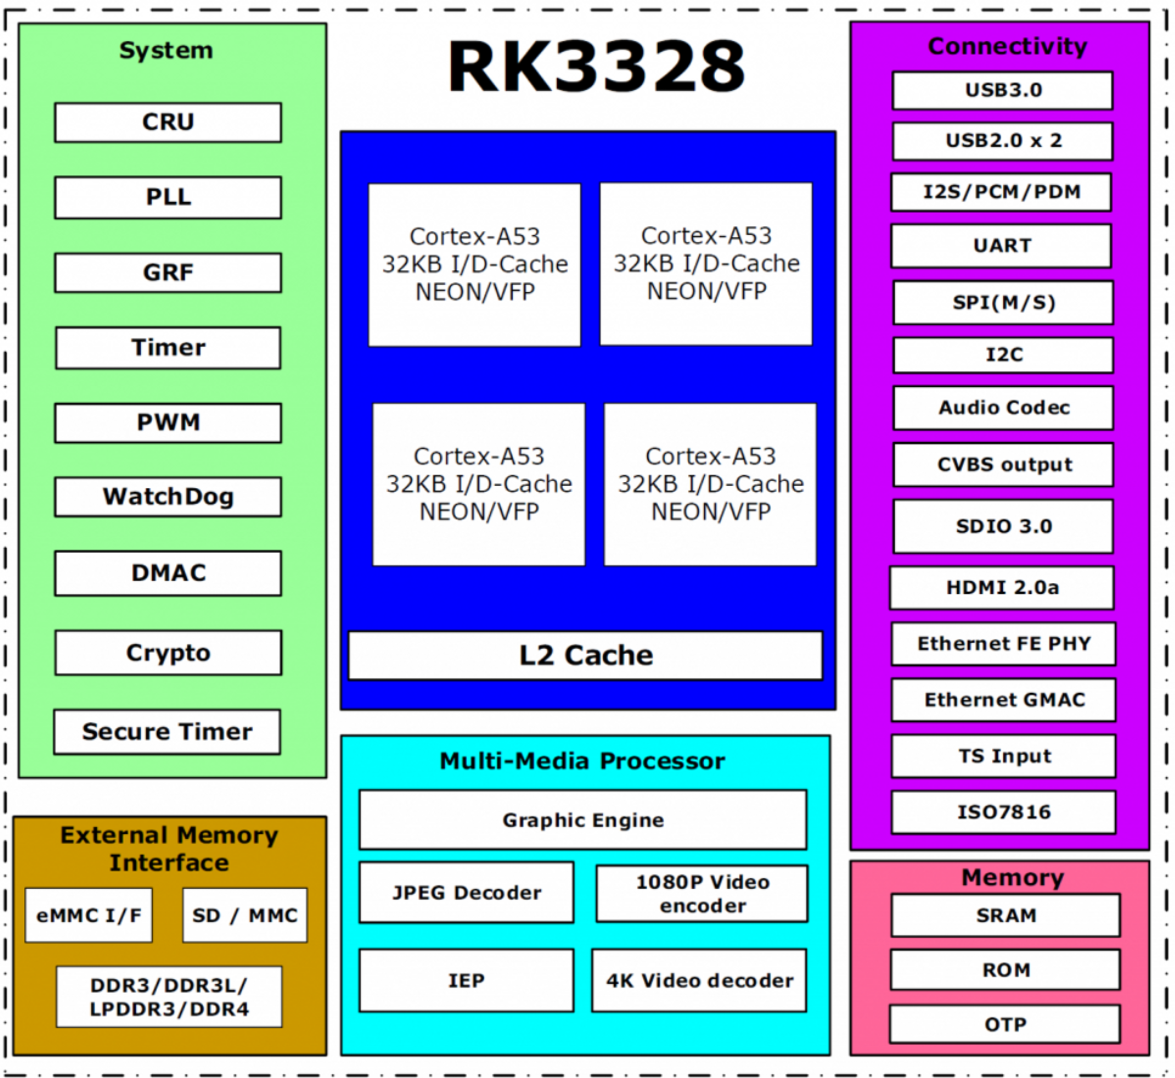 RK3328
System
CRU
PLL
GRF
Timer
PWM
WatchDog
DMAC
Crypto
Secure Timer
External Memory
Interface
eMMC I/F
SD / MMC
DDR3/DDR3L/
LPDDR3/DDR4
Cortex-A53
32KB I/D-Cache
NEON/VFP
Cortex-A53
32KB I/D-Cache
NEON/VFP
Cortex-A53
32KB I/D-Cache
NEON/VFP
Cortex-A53
32KB I/D-Cache
NEON/VFP
L2 Cache
Multi-Media Processor
Graphic Engine
JPEG Decoder
1080P Video
encoder
IEP
4K Video decoder
Connectivity
USB3.0
USB2.0 x 2
I2S/PCM/PDM
UART
SPI(M/S)
I2C
Audio Codec
CVBS output
SDIO 3.0
HDMI 2.0a
Ethernet FE PHY
Ethernet GMAC
TS Input
ISO7816
Memory
SRAM
ROM
OTP